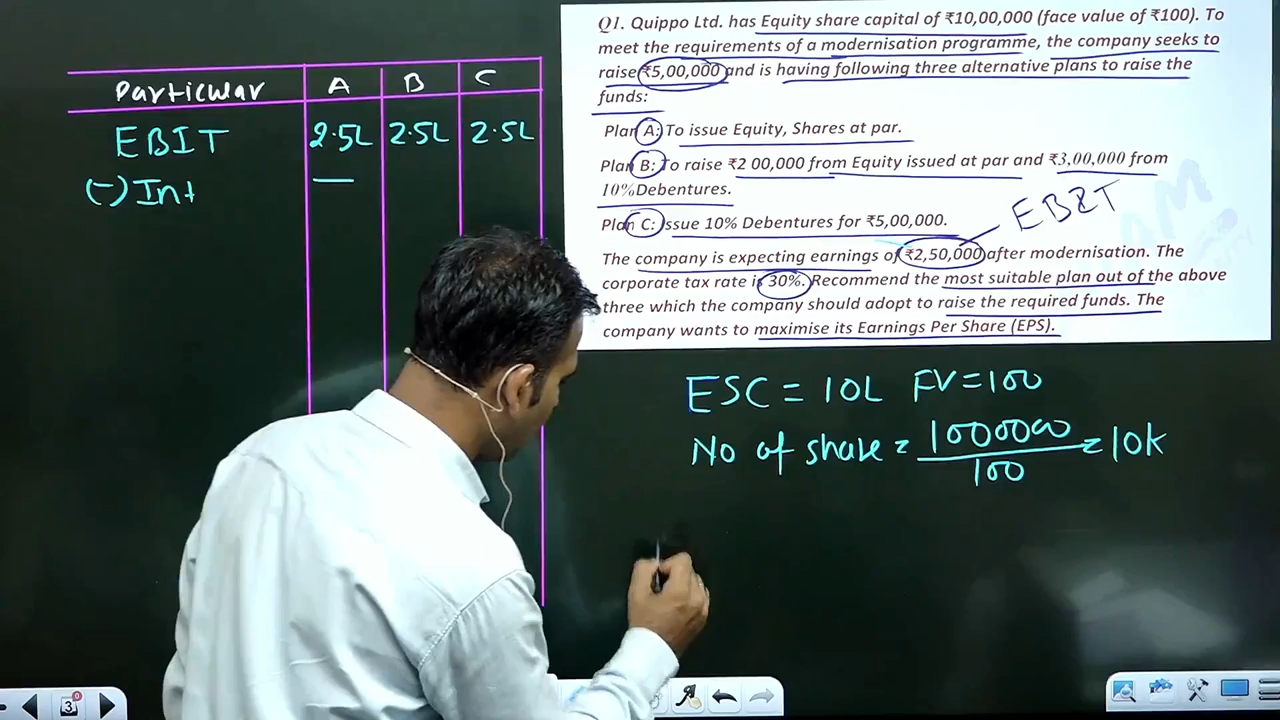 Particular A B C
EBIT 2.5L 2.5L 2.5L
(-) Int —
Q1. Quippo Ltd. has Equity share capital of ₹10,00,000 (face value of ₹100). To
meet the requirements of a modernisation programme, the company seeks to
raise ₹5,00,000 and is having following three alternative plans to raise the
funds:
Plan A: To issue Equity, Shares at par.
Plan B: To raise ₹2 00,000 from Equity issued at par and ₹3,00,000 from
10%Debentures.
Plan C: Issue 10% Debentures for ₹5,00,000.
EBIT
The company is expecting earnings of ₹2,50,000 after modernisation. The
corporate tax rate is 30%. Recommend the most suitable plan out of the above
three which the company should adopt to raise the required funds. The
company wants to maximise its Earnings Per Share (EPS).
ESC = 10L FV=100
No of share = 1000000/100 = 10K
3
0